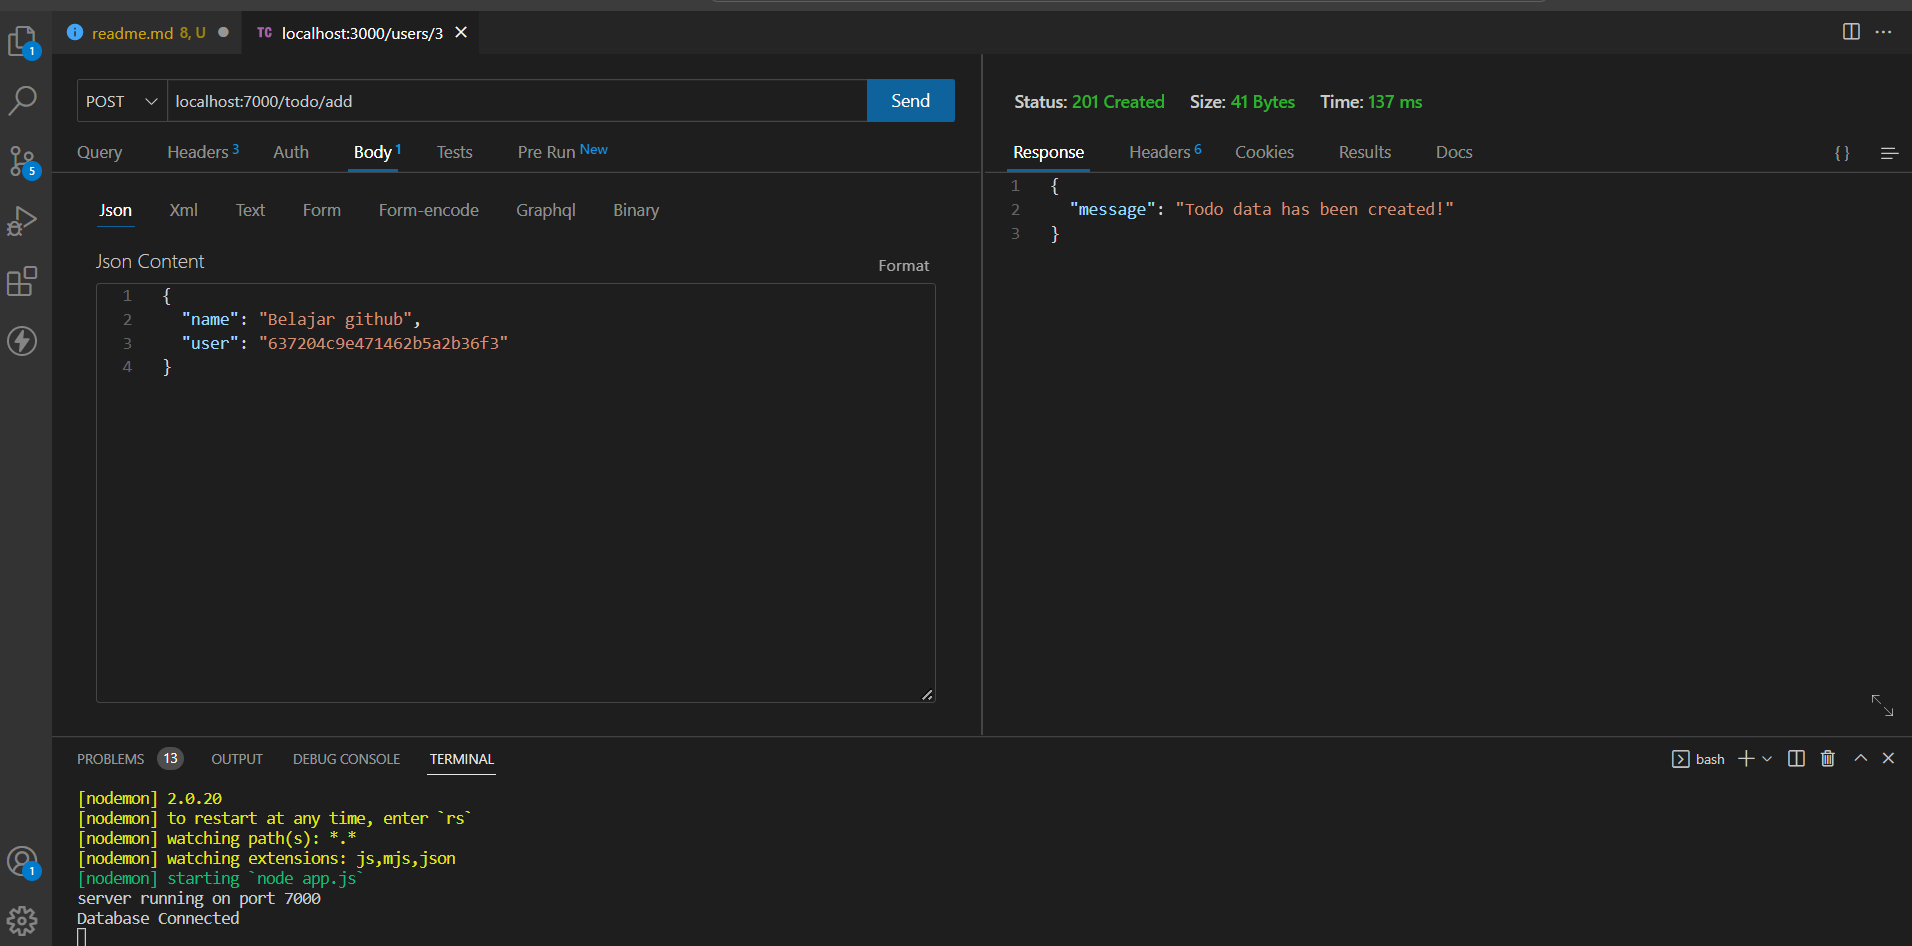 readme.md 8, U
TC localhost:3000/users/3
1
5
1
POST localhost:7000/todo/add Send
Query Headers 3 Auth Body 1 Tests Pre Run New
Json Xml Text Form Form-encode Graphql Binary
Json Content
Format
1 {
2 "name": "Belajar github",
3 "user": "637204c9e471462b5a2b36f3"
4 }
Status: 201 Created Size: 41 Bytes Time: 137 ms
Response Headers 6 Cookies Results Docs { }
1 {
2 "message": "Todo data has been created!"
3 }
PROBLEMS 13 OUTPUT DEBUG CONSOLE TERMINAL
bash
[nodemon] 2.0.20
[nodemon] to restart at any time, enter `rs`
[nodemon] watching path(s): *.*
[nodemon] watching extensions: js,mjs,json
[nodemon] starting `node app.js`
server running on port 7000
Database Connected